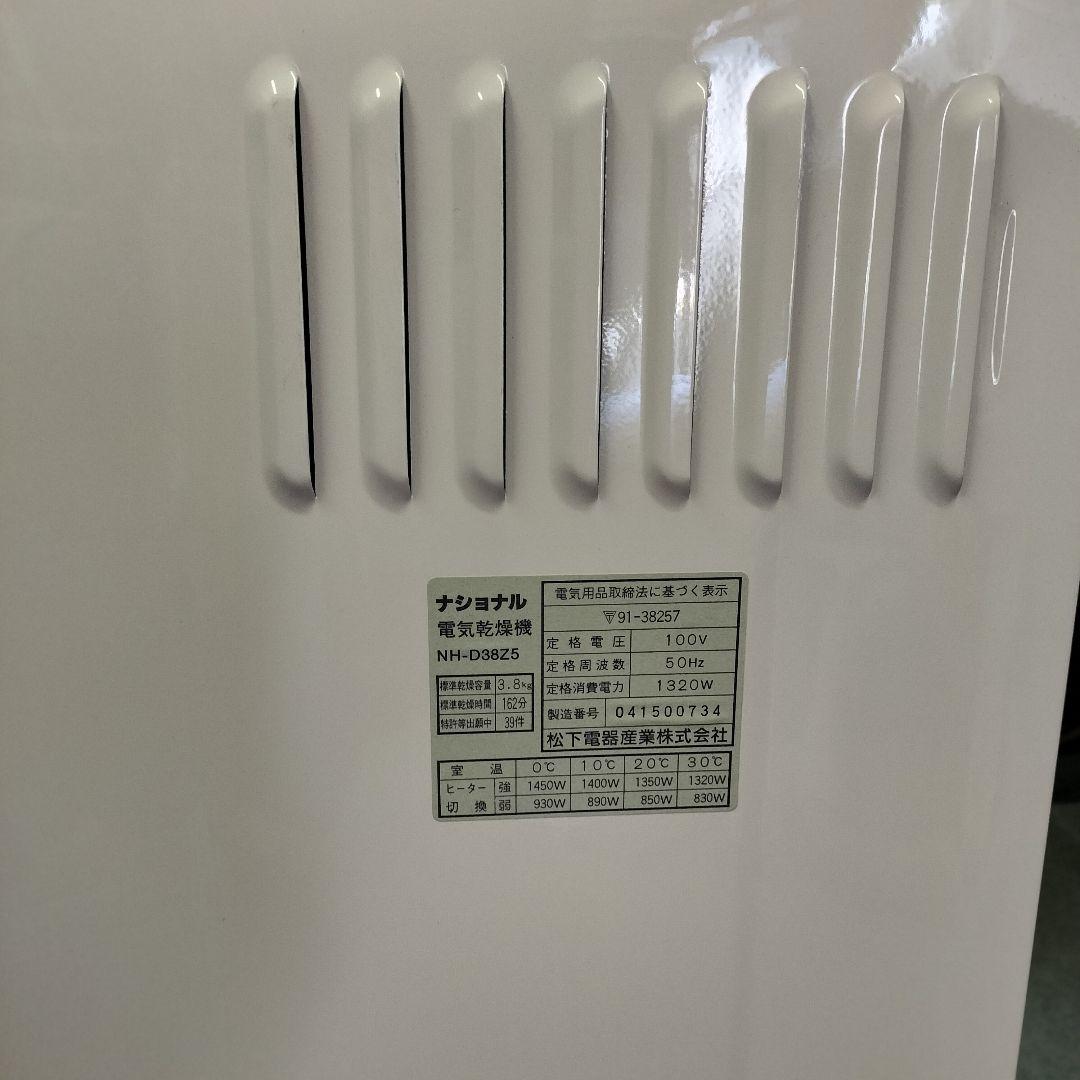 ナショナル
電気乾燥機
NH-D38Z5
標準乾燥容量 3.8kg
標準乾燥時間 162分
特許等出願中 39件
電気用品取締法に基づく表示
91-38257
定格電圧 100V
定格周波数 50Hz
定格消費電力 1320W
製造番号 041500734
松下電器産業株式会社
室温 0℃ 10℃ 20℃ 30℃
ヒーター 強 1450W 1400W 1350W 1320W
切換 弱 930W 890W 850W 830W